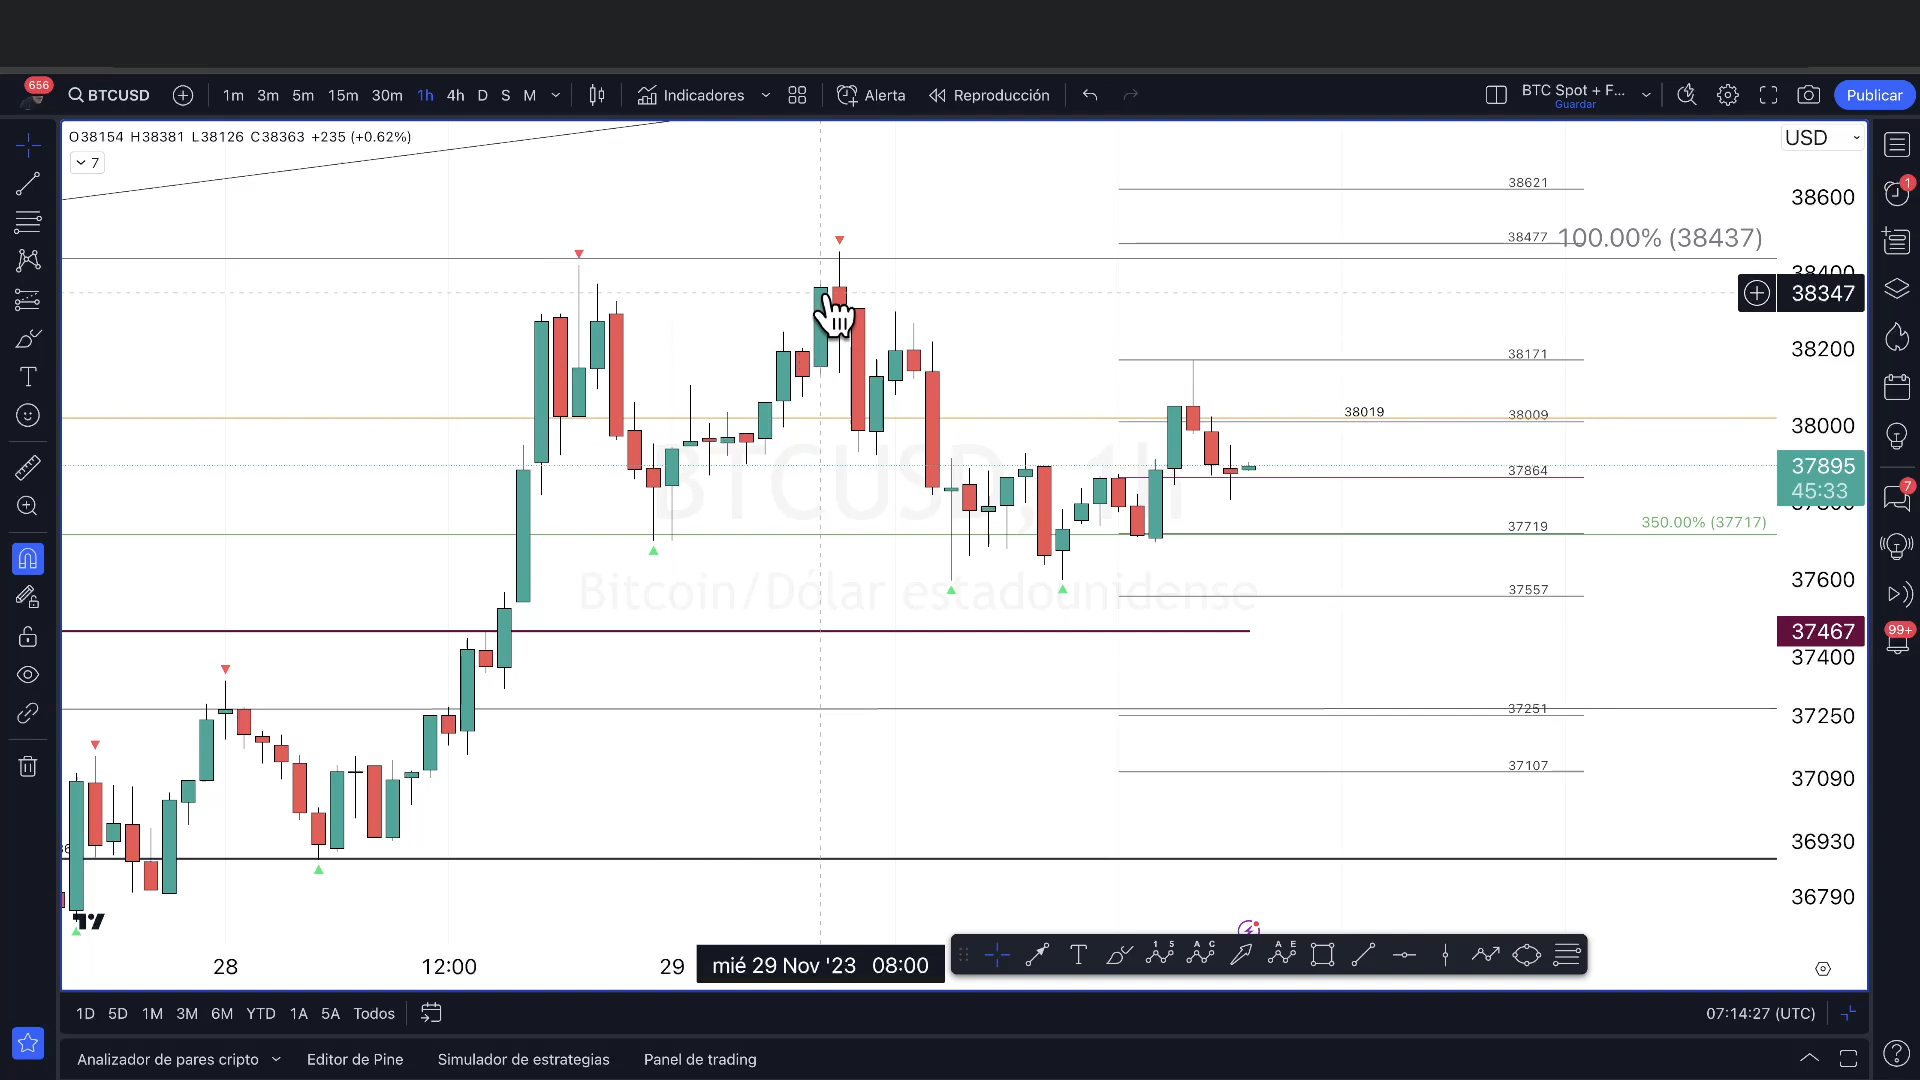 656
BTCUSD 1m 3m 5m 15m 30m 1h 4h D S M Indicadores Alerta Reproducción BTC Spot + F... Publicar
Guardar
O38154 H38381 L38126 C38363 +235 (+0.62%)
USD
7
1
38621
38600
38477 100.00% (38437)
38400
38347
38171
38200
38019
38009
38000
37895
45:33
37864
7
350.00% (37717)
37719
37557
37600
BTCUSD, 1h
Bitcoin/Dólar estadounidense
37467
99+
37400
37251
37250
37107
37090
36930
36790
28 12:00 29 mié 29 Nov '23 08:00
1 5 A C A E
T
1D 5D 1M 3M 6M YTD 1A 5A Todos
07:14:27 (UTC)
Analizador de pares cripto Editor de Pine Simulador de estrategias Panel de trading